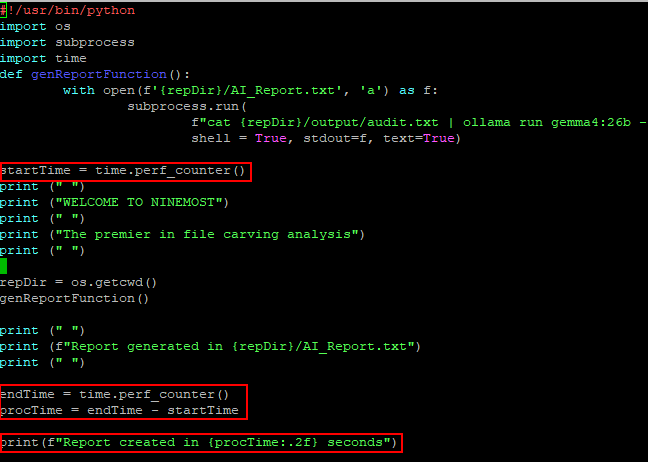 #!/usr/bin/python
import os
import subprocess
import time
def genReportFunction():
        with open(f'{repDir}/AI_Report.txt', 'a') as f:
                subprocess.run(
                        f"cat {repDir}/output/audit.txt | ollama run gemma4:26b -
                        shell = True, stdout=f, text=True)
startTime = time.perf_counter()
print (" ")
print ("WELCOME TO NINEMOST")
print (" ")
print ("The premier in file carving analysis")
print (" ")
repDir = os.getcwd()
genReportFunction()
print (" ")
print (f"Report generated in {repDir}/AI_Report.txt")
print (" ")
endTime = time.perf_counter()
procTime = endTime - startTime
print(f"Report created in {procTime:.2f} seconds")